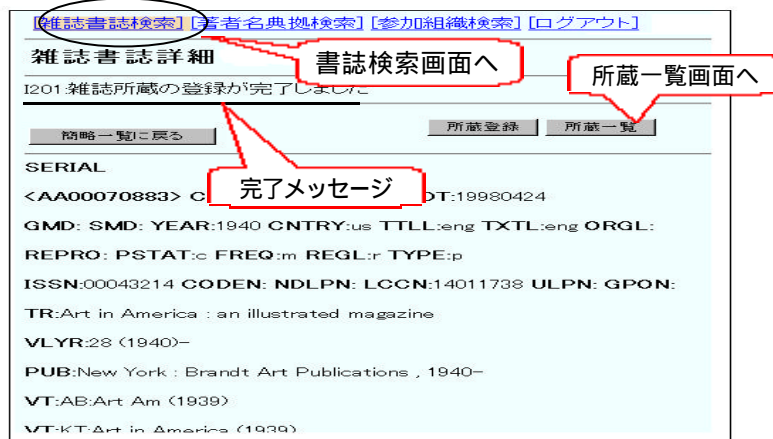 [雑誌書誌検索] [著者名典拠検索] [参加組織検索] [ログアウト]
雑誌書誌詳細
書誌検索画面へ
所蔵一覧画面へ
I201:雑誌所蔵の登録が完了しました
簡略一覧に戻る
所蔵登録 所蔵一覧
SERIAL
完了メッセージ
<AA00070883> C :19980424
GMD: SMD: YEAR:1940 CNTRY:us TTLL:eng TXTL:eng ORGL:
REPRO: PSTAT:c FREQ:m REGL:r TYPE:p
ISSN:00043214 CODEN: NDLPN: LCCN:14011738 ULPN: GPON:
TR:Art in America : an illustrated magazine
VLYR:28 (1940)-
PUB:New York : Brandt Art Publications , 1940-
VT:AB:Art Am (1939)
VT:KT:Art in America (1939)